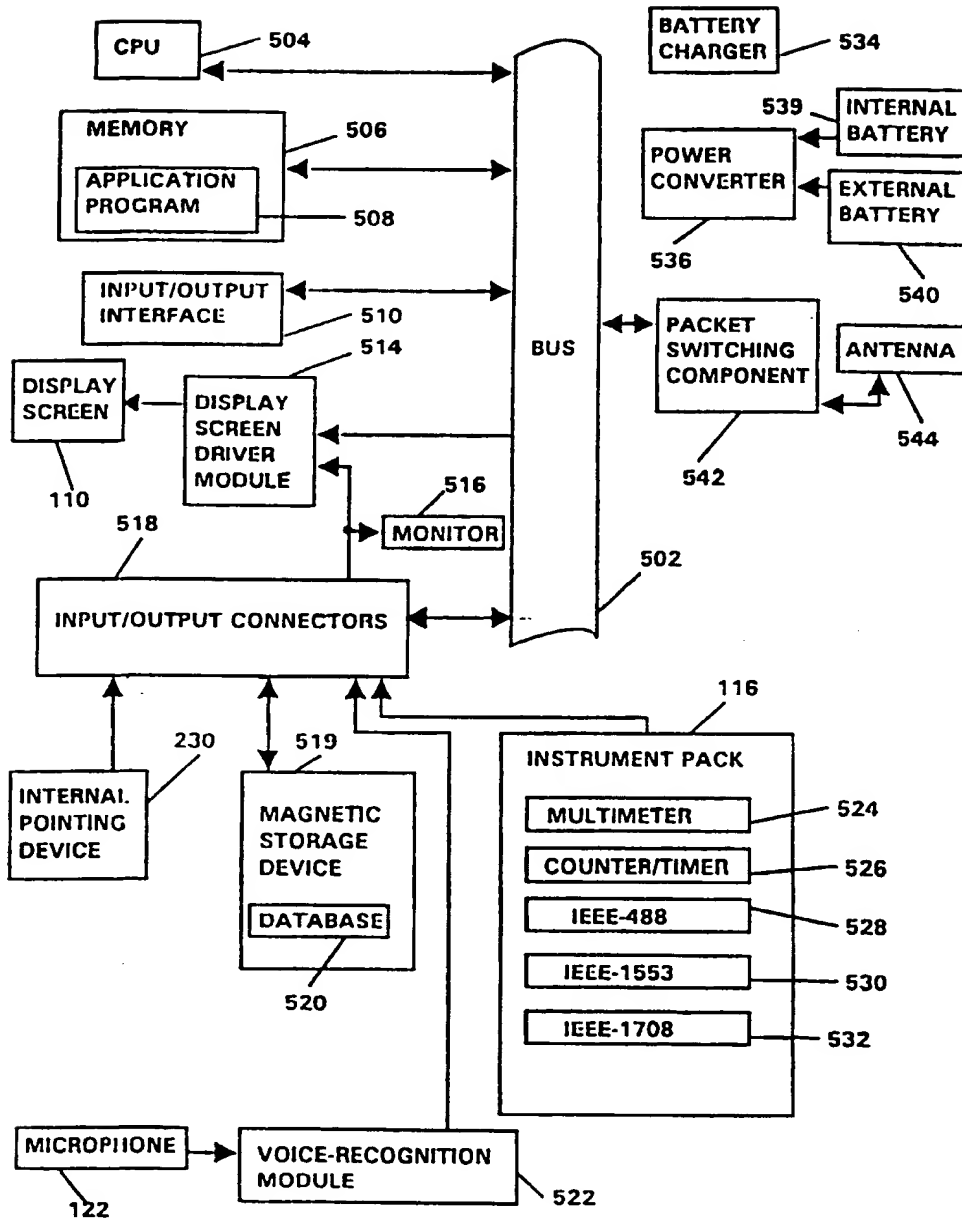 CPU
504
BATTERY
CHARGER
534
MEMORY
506
APPLICATION
PROGRAM
508
539
INTERNAL
BATTERY
POWER
CONVERTER
EXTERNAL
BATTERY
536
540
INPUT/OUTPUT
INTERFACE
510
BUS
PACKET
SWITCHING
COMPONENT
ANTENNA
544
542
514
DISPLAY
SCREEN
110
DISPLAY
SCREEN
DRIVER
MODULE
516
MONITOR
518
502
INPUT/OUTPUT CONNECTORS
230
INTERNAL
POINTING
DEVICE
519
MAGNETIC
STORAGE
DEVICE
DATABASE
520
116
INSTRUMENT PACK
MULTIMETER
524
COUNTER/TIMER
526
IEEE-488
528
IEEE-1553
530
IEEE-1708
532
MICROPHONE
122
VOICE-RECOGNITION
MODULE
522